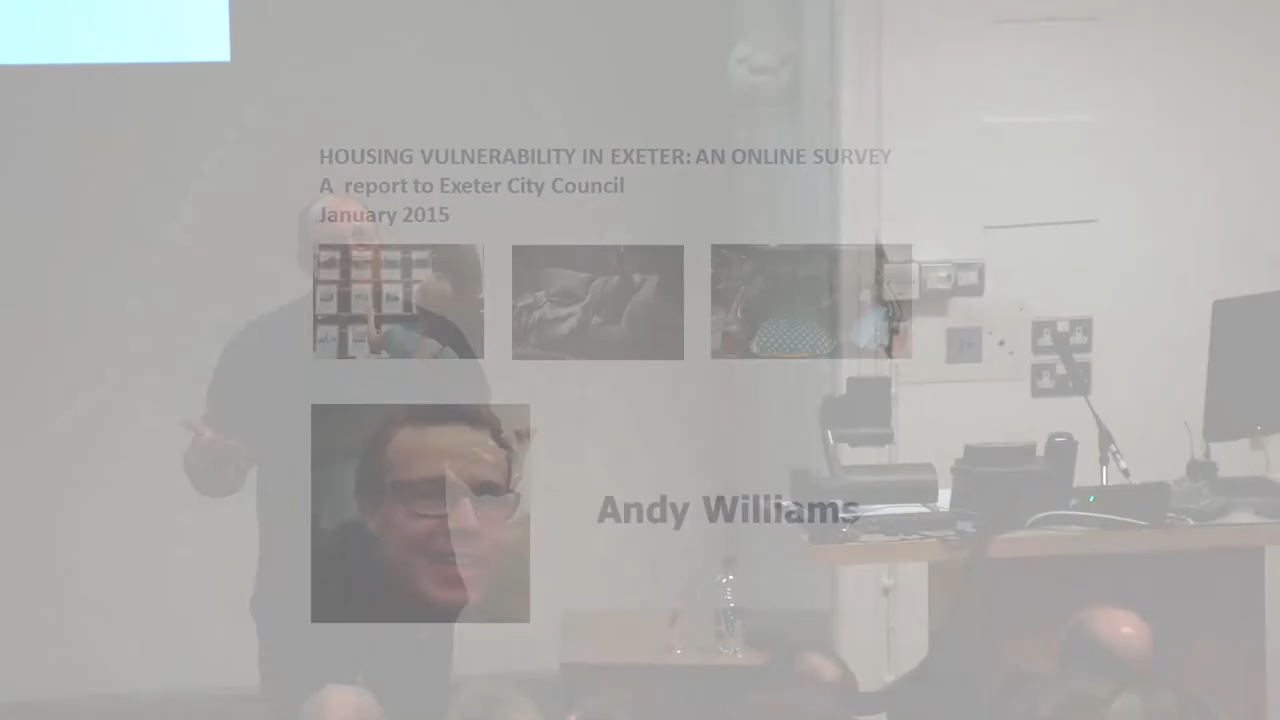 HOUSING VULNERABILITY IN EXETER: AN ONLINE SURVEY
A report to Exeter City Council
January 2015
Andy Williams